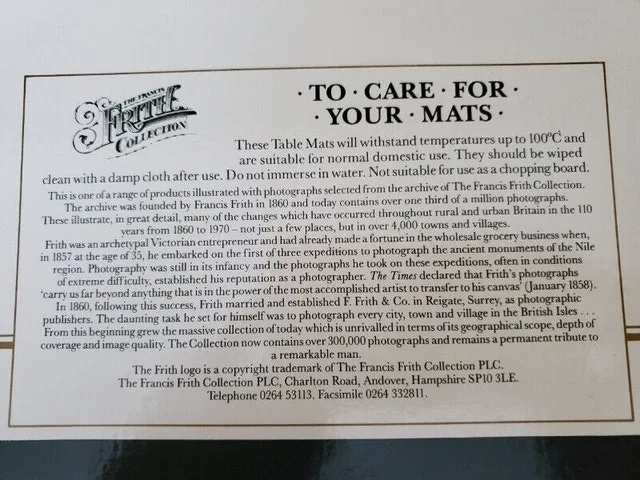 THE FRANCIS
FRITH
COLLECTION
· TO · CARE · FOR ·
· YOUR · MATS ·
These Table Mats will withstand temperatures up to 100°C and
are suitable for normal domestic use. They should be wiped
clean with a damp cloth after use. Do not immerse in water. Not suitable for use as a chopping board.
This is one of a range of products illustrated with photographs selected from the archive of The Francis Frith Collection.
The archive was founded by Francis Frith in 1860 and today contains over one third of a million photographs.
These illustrate, in great detail, many of the changes which have occurred throughout rural and urban Britain in the 110
years from 1860 to 1970 – not just a few places, but in over 4,000 towns and villages.
Frith was an archetypal Victorian entrepreneur and had already made a fortune in the wholesale grocery business when,
in 1857 at the age of 35, he embarked on the first of three expeditions to photograph the ancient monuments of the Nile
region. Photography was still in its infancy and the photographs he took on these expeditions, often in conditions
of extreme difficulty, established his reputation as a photographer. The Times declared that Frith's photographs
'carry us far beyond anything that is in the power of the most accomplished artist to transfer to his canvas' (January 1858).
In 1860, following this success, Frith married and established F. Frith & Co. in Reigate, Surrey, as photographic
publishers. The daunting task he set for himself was to photograph every city, town and village in the British Isles . . .
From this beginning grew the massive collection of today which is unrivalled in terms of its geographical scope, depth of
coverage and image quality. The Collection now contains over 300,000 photographs and remains a permanent tribute to
a remarkable man.
The Frith logo is a copyright trademark of The Francis Frith Collection PLC.
The Francis Frith Collection PLC, Charlton Road, Andover, Hampshire SP10 3LE.
Telephone 0264 53113. Facsimile 0264 332811.